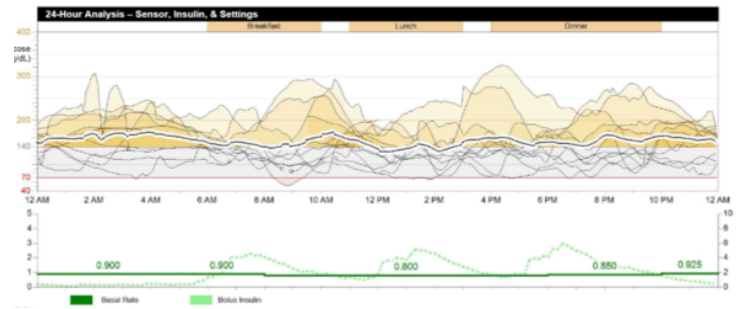 24-Hour Analysis – Sensor, Insulin, & Settings
Breakfast Lunch Dinner
400
ose
g/dL)
300
200
140
70
40
12 AM 2 AM 4 AM 6 AM 8 AM 10 AM 12 PM 2 PM 4 PM 6 PM 8 PM 10 PM 12 AM
5 10
4 8
3 6
2 4
1 2
0 0
0.900 0.900 0.800 0.850 0.925
Basal Rate Bolus Insulin